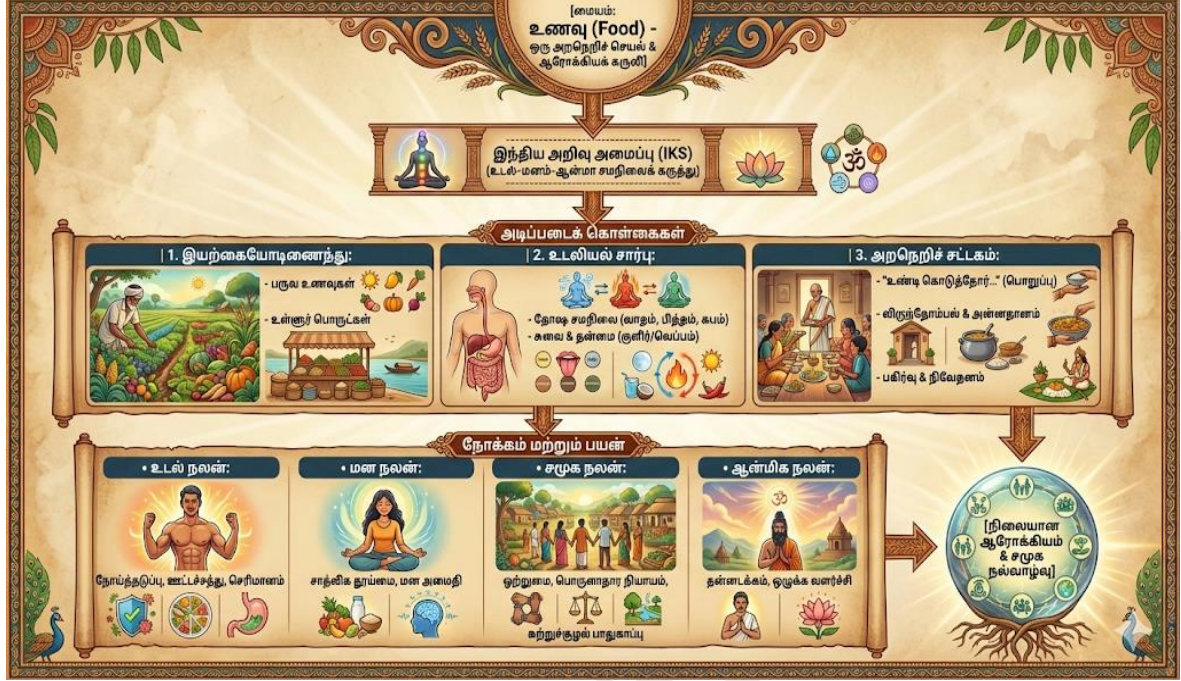 [மையம்:
உணவு (Food) -
ஒரு அறநெறிச் செயல் &
ஆரோக்கியக் கருவி]
இந்திய அறிவு அமைப்பு (IKS)
(உடல்-மனம்-ஆன்மா சமநிலைக் கருத்து)
அடிப்படைக் கொள்கைகள்
1. இயற்கையோடிணைந்து:
- பருவ உணவுகள்
- உள்ளூர் பொருட்கள்
2. உடலியல் சார்பு:
- தோஷ சமநிலை (வாதம், பித்தம், கபம்)
- சுவை & தன்மை (குளிர்/வெப்பம்)
3. அறநெறிச் சட்டகம்:
- "உண்டி கொடுத்தோர்..." (பொறுப்பு)
- விருந்தோம்பல் & அன்னதானம்
- பகிர்வு & நிவேதனம்
நோக்கம் மற்றும் பயன்
• உடல் நலன்:
நோய்த்தடுப்பு, ஊட்டச்சத்து, செரிமானம்
• மன நலன்:
சாத்விக தூய்மை, மன அமைதி
• சமூக நலன்:
ஒற்றுமை, பொருளாதார நியாயம்,
சுற்றுச்சூழல் பாதுகாப்பு
• ஆன்மிக நலன்:
தன்னடக்கம், ஒழுக்க வளர்ச்சி
[நிலையான
ஆரோக்கியம்
& சமூக
நல்வாழ்வு]